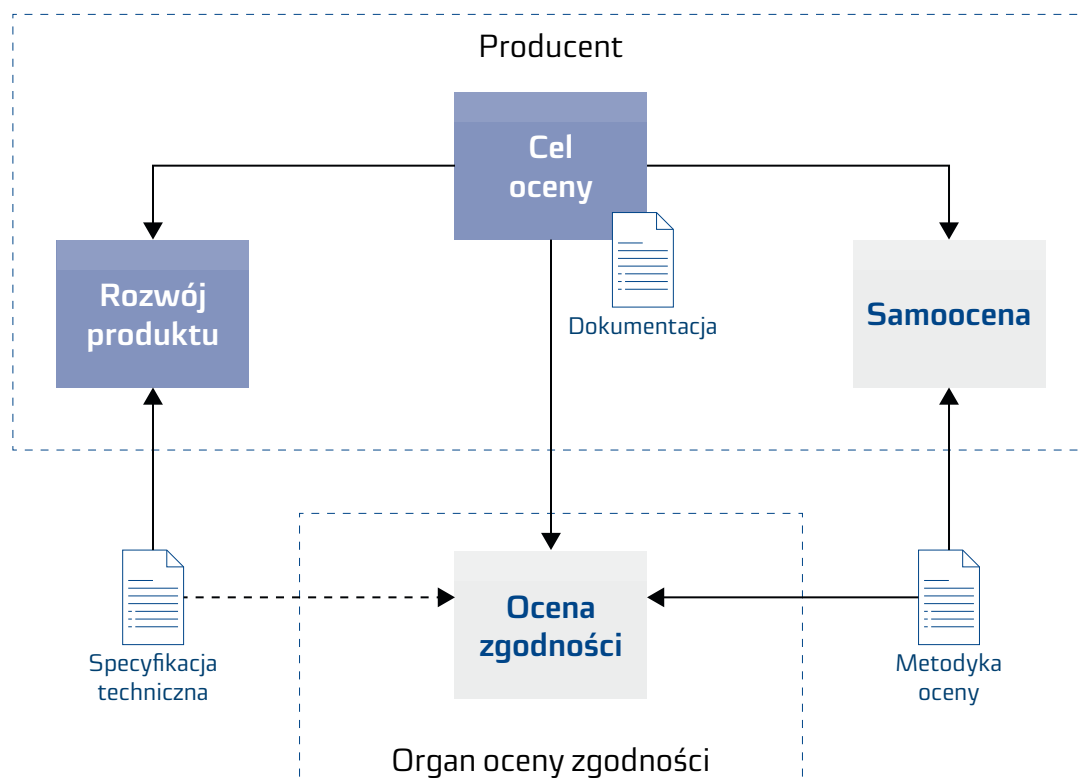 Producent
Cel
oceny
Rozwój
produktu
Dokumentacja
Samoocena
Specyfikacja
techniczna
Ocena
zgodności
Metodyka
oceny
Organ oceny zgodności